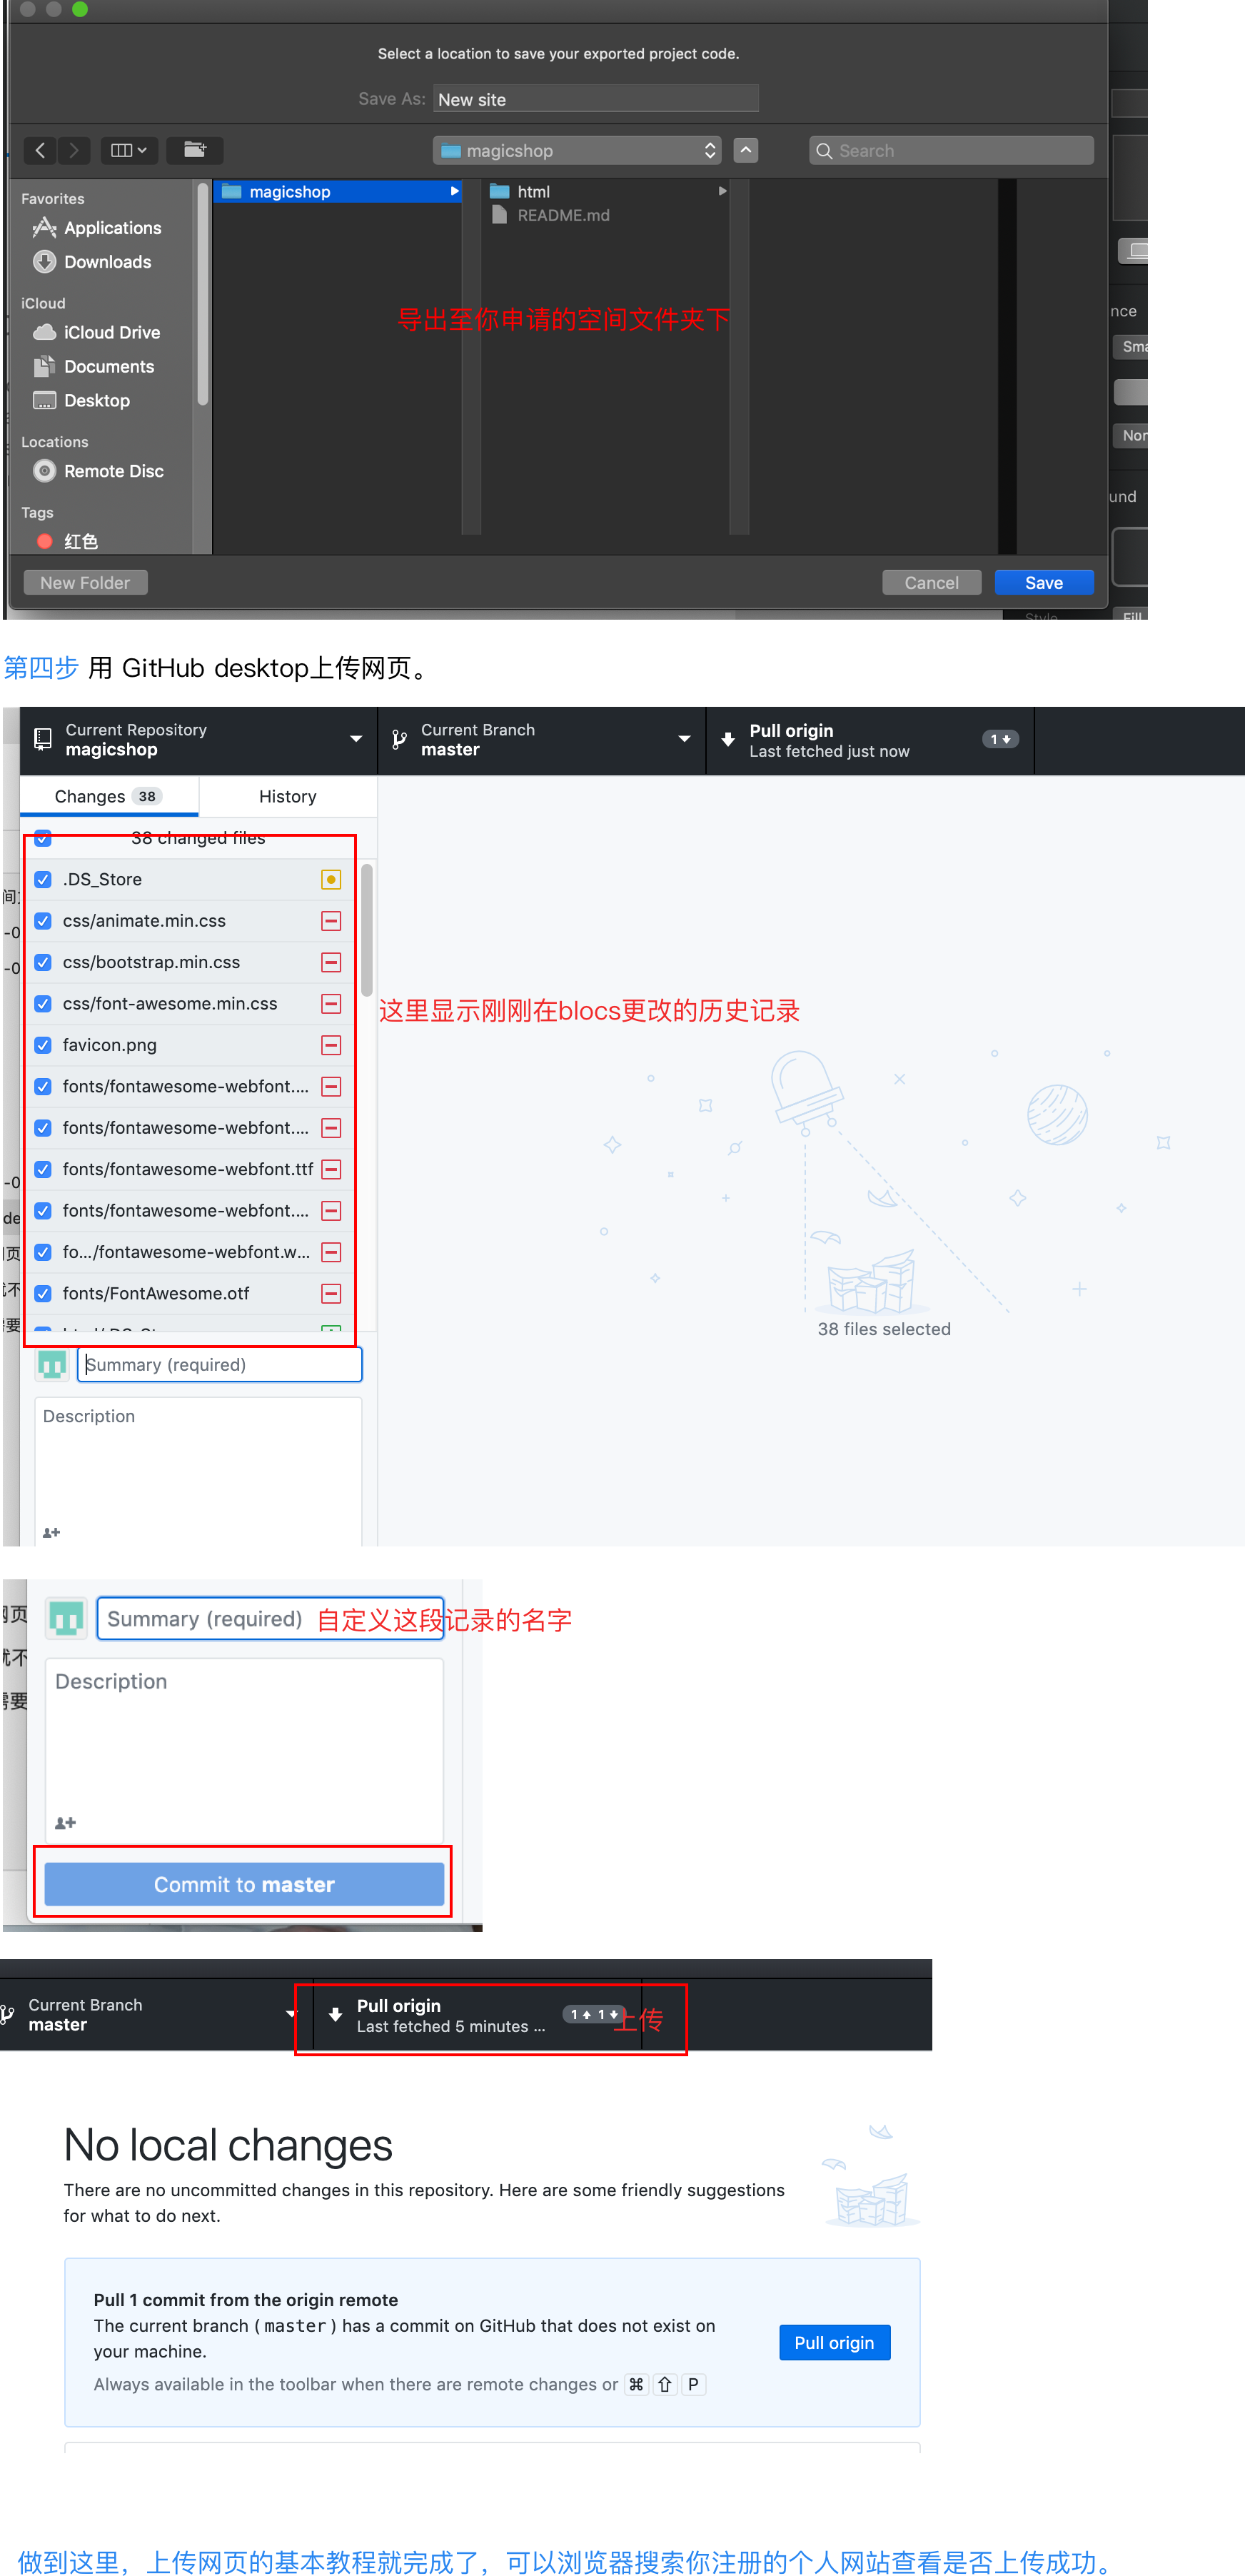 Select a location to save your exported project code.
Save As: New site
magicshop
Search
Favorites
Applications
Downloads
iCloud
iCloud Drive
Documents
Desktop
Locations
Remote Disc
Tags
红色
magicshop
html
README.md
导出至你申请的空间文件夹下
nce
Sma
Nor
und
New Folder
Cancel
Save
Style
Fill
第四步 用 GitHub desktop上传网页。
Current Repository
magicshop
Current Branch
master
Pull origin
Last fetched just now
1
Changes 38
History
38 changed files
.DS_Store
css/animate.min.css
css/bootstrap.min.css
css/font-awesome.min.css
这里显示刚刚在blocs更改的历史记录
favicon.png
fonts/fontawesome-webfont....
fonts/fontawesome-webfont....
fonts/fontawesome-webfont.ttf
fonts/fontawesome-webfont....
fo.../fontawesome-webfont.w...
fonts/FontAwesome.otf
38 files selected
Summary (required)
Description
Summary (required) 自定义这段记录的名字
Description
Commit to master
Current Branch
master
Pull origin
Last fetched 5 minutes ...
1 1
上传
No local changes
There are no uncommitted changes in this repository. Here are some friendly suggestions
for what to do next.
Pull 1 commit from the origin remote
The current branch (master) has a commit on GitHub that does not exist on
your machine.
Pull origin
Always available in the toolbar when there are remote changes or ⌘ ⇧ P
做到这里，上传网页的基本教程就完成了，可以浏览器搜索你注册的个人网站查看是否上传成功。